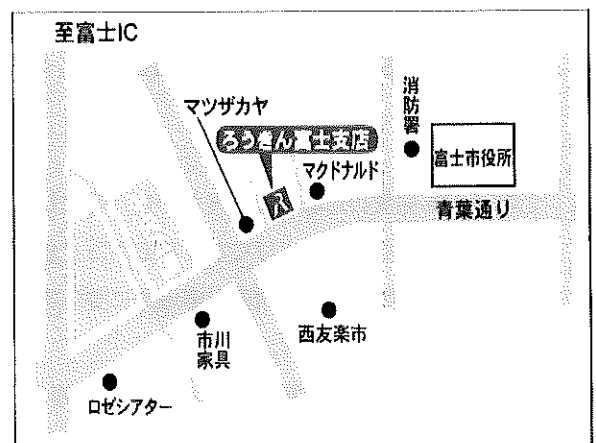 至富士IC
マツザカヤ
ろうきん富士支店
マクドナルド
消防署
富士市役所
青葉通り
市川
家具
西友楽市
ロゼシアター